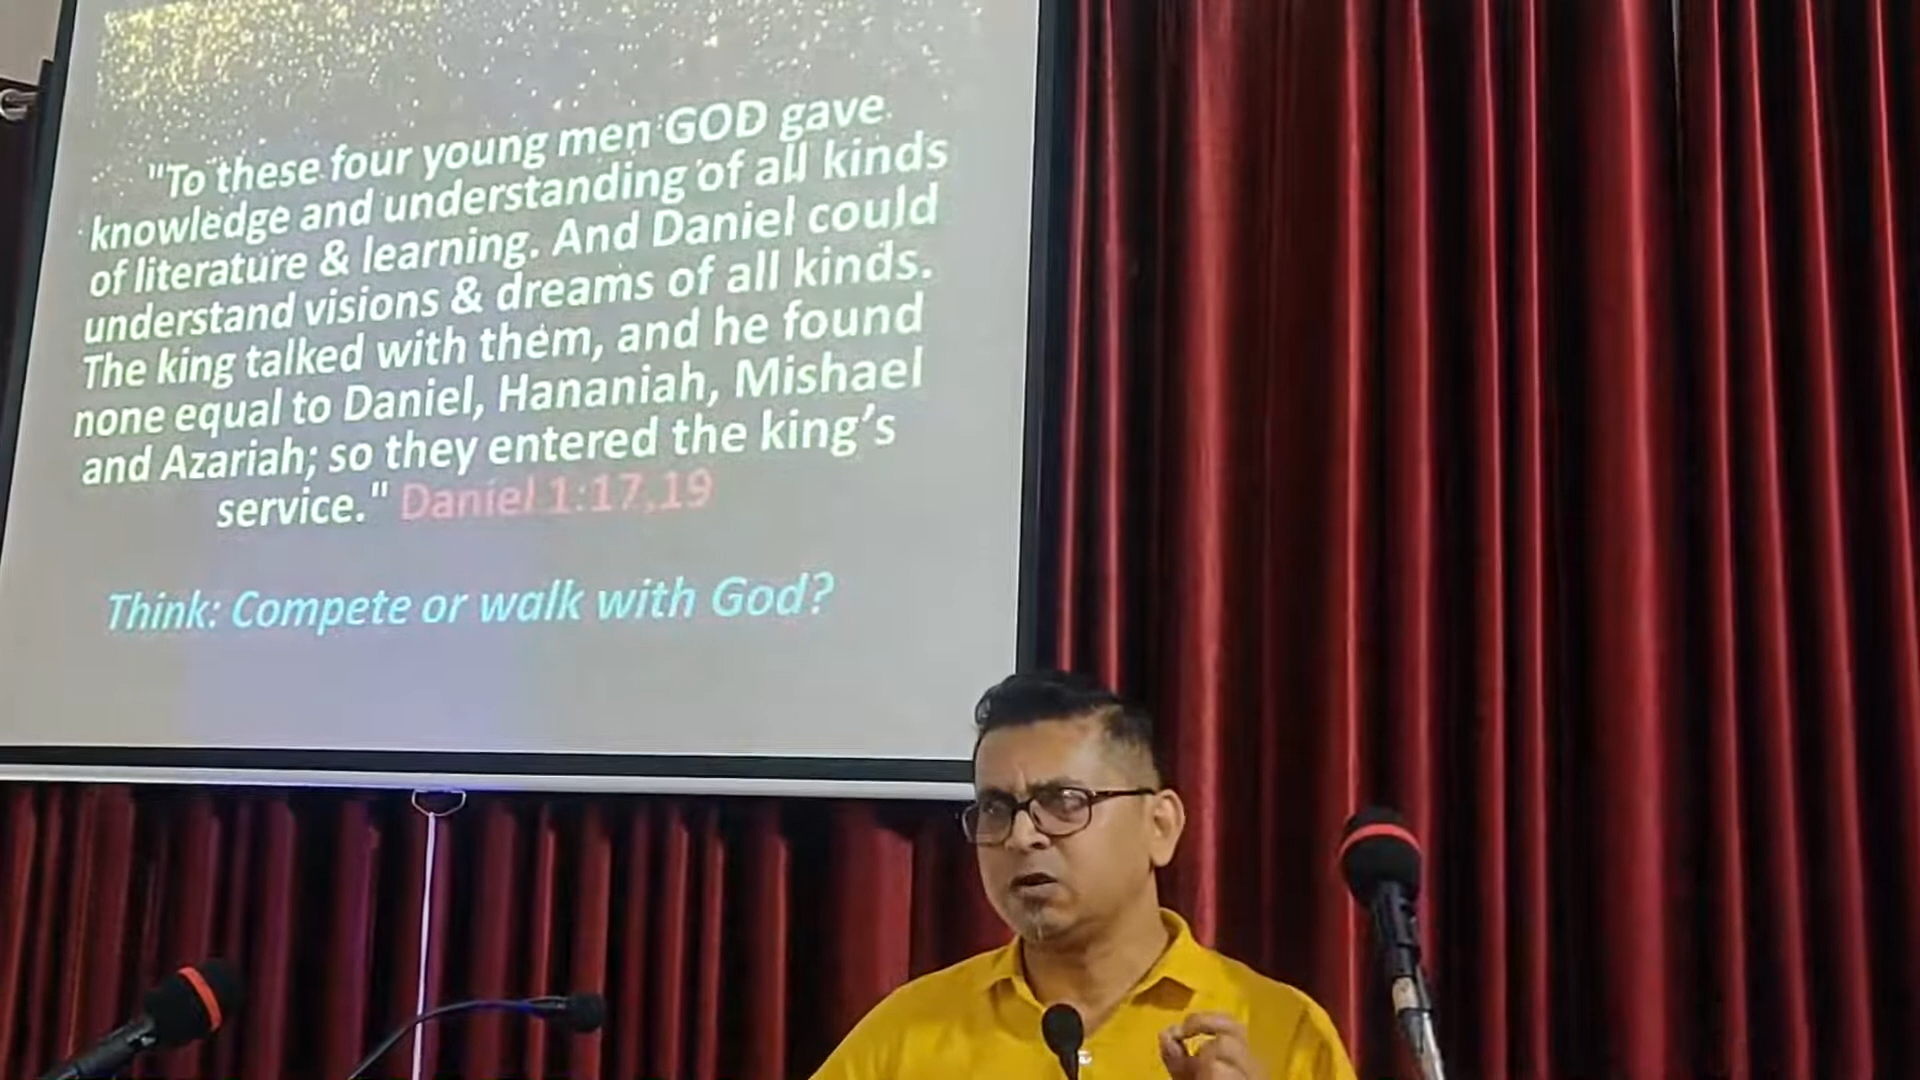 "To these four young men GOD gave
knowledge and understanding of all kinds
of literature & learning. And Daniel could
understand visions & dreams of all kinds.
The king talked with them, and he found
none equal to Daniel, Hananiah, Mishael
and Azariah; so they entered the king's
service." Daniel 1:17,19
Think: Compete or walk with God?